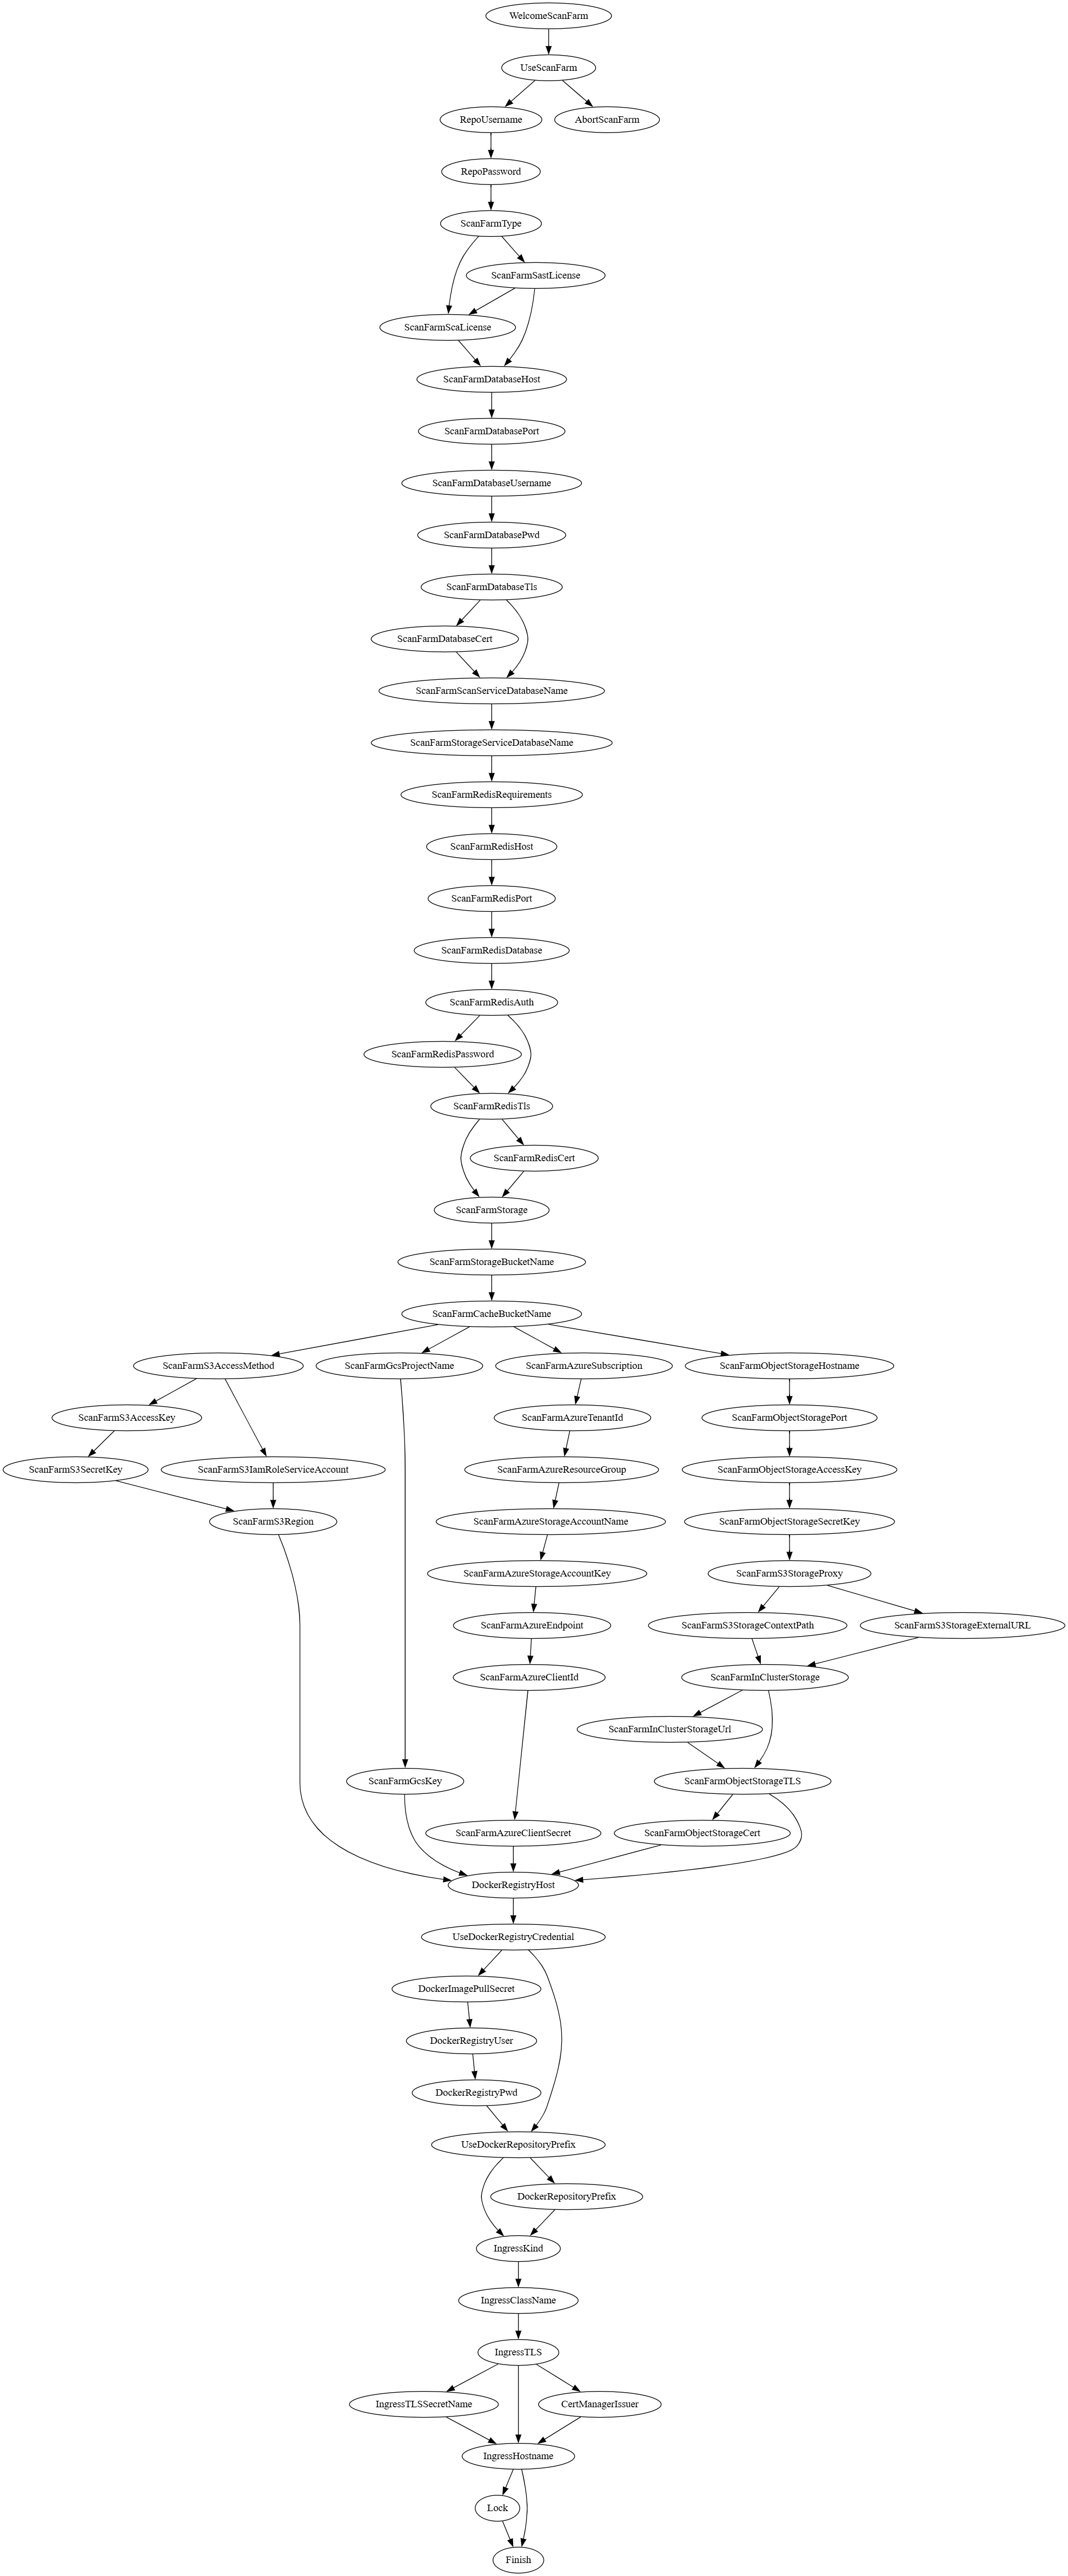 WelcomeScanFarm
UseScanFarm
RepoUsername
AbortScanFarm
RepoPassword
ScanFarmType
ScanFarmSastLicense
ScanFarmScaLicense
ScanFarmDatabaseHost
ScanFarmDatabasePort
ScanFarmDatabaseUsername
ScanFarmDatabasePwd
ScanFarmDatabaseTls
ScanFarmDatabaseCert
ScanFarmScanServiceDatabaseName
ScanFarmStorageServiceDatabaseName
ScanFarmRedisRequirements
ScanFarmRedisHost
ScanFarmRedisPort
ScanFarmRedisDatabase
ScanFarmRedisAuth
ScanFarmRedisPassword
ScanFarmRedisTls
ScanFarmRedisCert
ScanFarmStorage
ScanFarmStorageBucketName
ScanFarmCacheBucketName
ScanFarmS3AccessMethod
ScanFarmGcsProjectName
ScanFarmAzureSubscription
ScanFarmObjectStorageHostname
ScanFarmS3AccessKey
ScanFarmAzureTenantId
ScanFarmObjectStoragePort
ScanFarmS3SecretKey
ScanFarmS3IamRoleServiceAccount
ScanFarmAzureResourceGroup
ScanFarmObjectStorageAccessKey
ScanFarmS3Region
ScanFarmAzureStorageAccountName
ScanFarmObjectStorageSecretKey
ScanFarmAzureStorageAccountKey
ScanFarmS3StorageProxy
ScanFarmAzureEndpoint
ScanFarmS3StorageContextPath
ScanFarmS3StorageExternalURL
ScanFarmAzureClientId
ScanFarmInClusterStorage
ScanFarmInClusterStorageUrl
ScanFarmGcsKey
ScanFarmObjectStorageTLS
ScanFarmAzureClientSecret
ScanFarmObjectStorageCert
DockerRegistryHost
UseDockerRegistryCredential
DockerImagePullSecret
DockerRegistryUser
DockerRegistryPwd
UseDockerRepositoryPrefix
DockerRepositoryPrefix
IngressKind
IngressClassName
IngressTLS
IngressTLSSecretName
CertManagerIssuer
IngressHostname
Lock
Finish